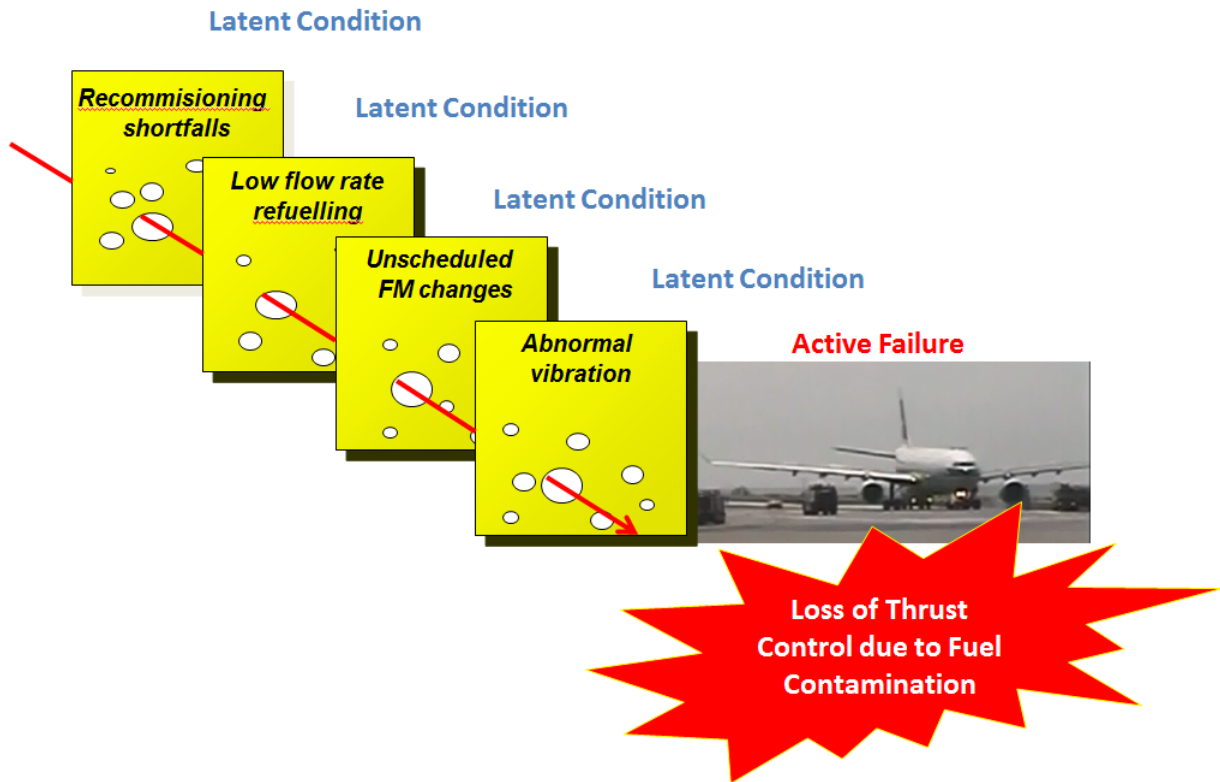 Latent Condition
Recommisioning
shortfalls
Latent Condition
Low flow rate
refuelling
Latent Condition
Unscheduled
FM changes
Latent Condition
Abnormal
vibration
Active Failure
Loss of Thrust
Control due to Fuel
Contamination